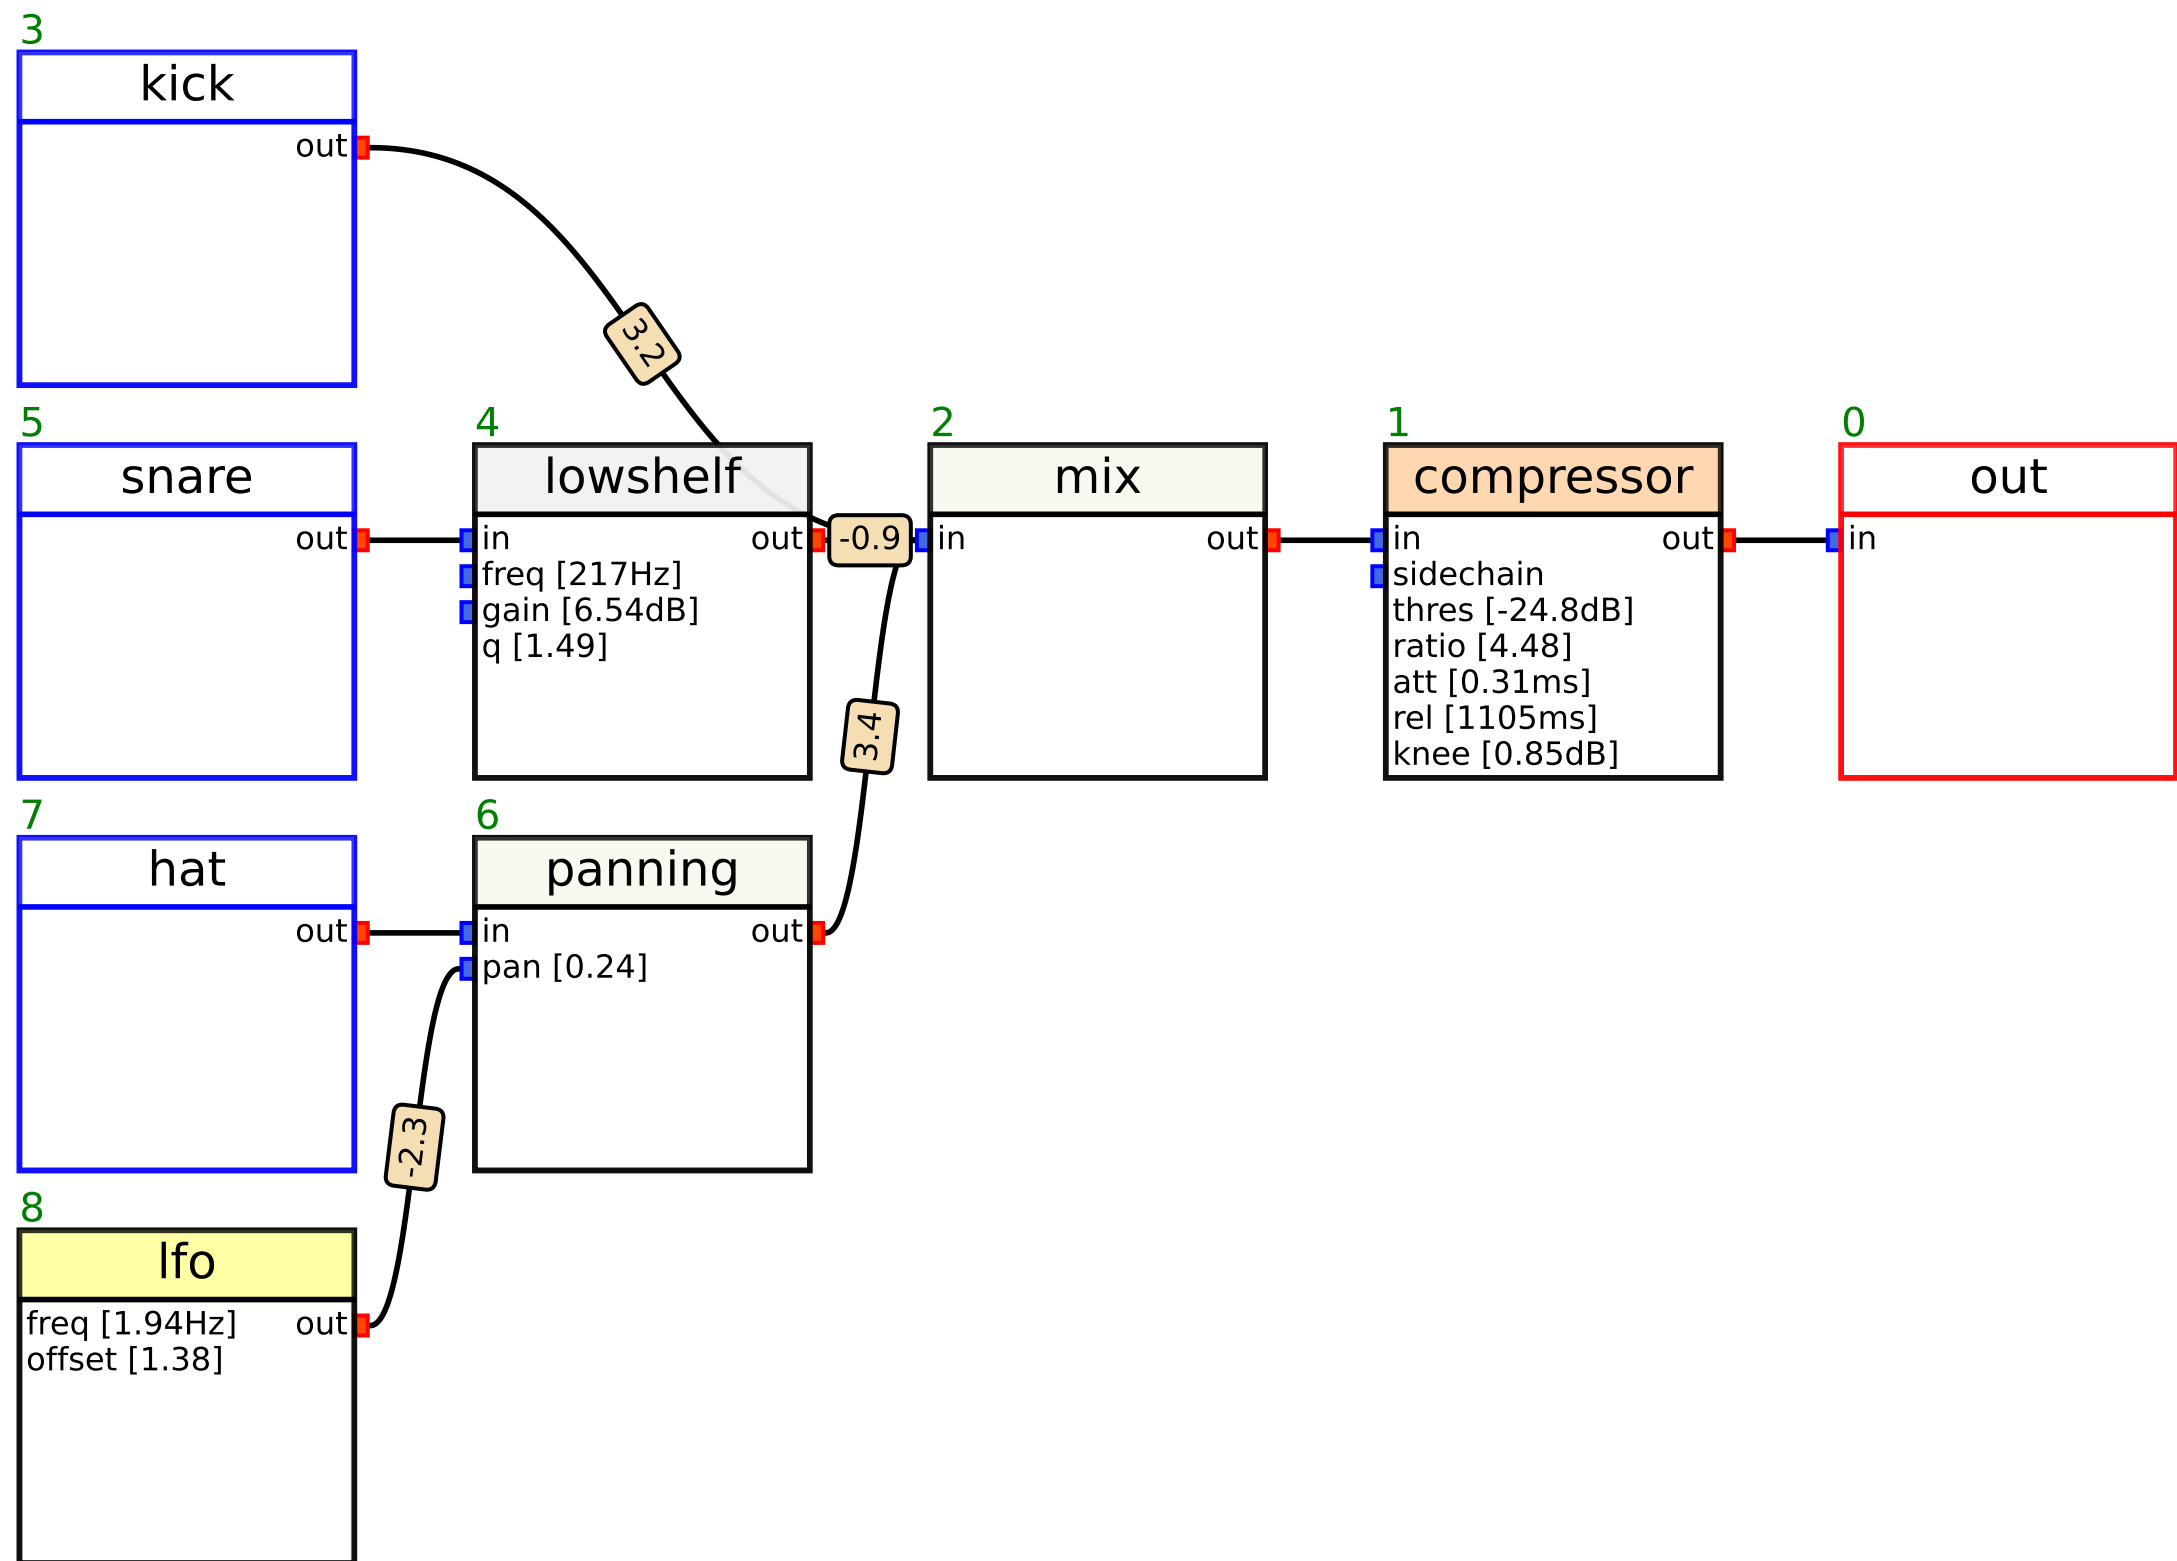 3
kick
out
3.2
5
snare
out
4
lowshelf
in
out
freq [217Hz]
gain [6.54dB]
q [1.49]
-0.9
2
mix
in
out
1
compressor
in
out
sidechain
thres [-24.8dB]
ratio [4.48]
att [0.31ms]
rel [1105ms]
knee [0.85dB]
0
out
in
3.4
7
hat
out
6
panning
in
out
pan [0.24]
-2.3
8
lfo
freq [1.94Hz]
out
offset [1.38]